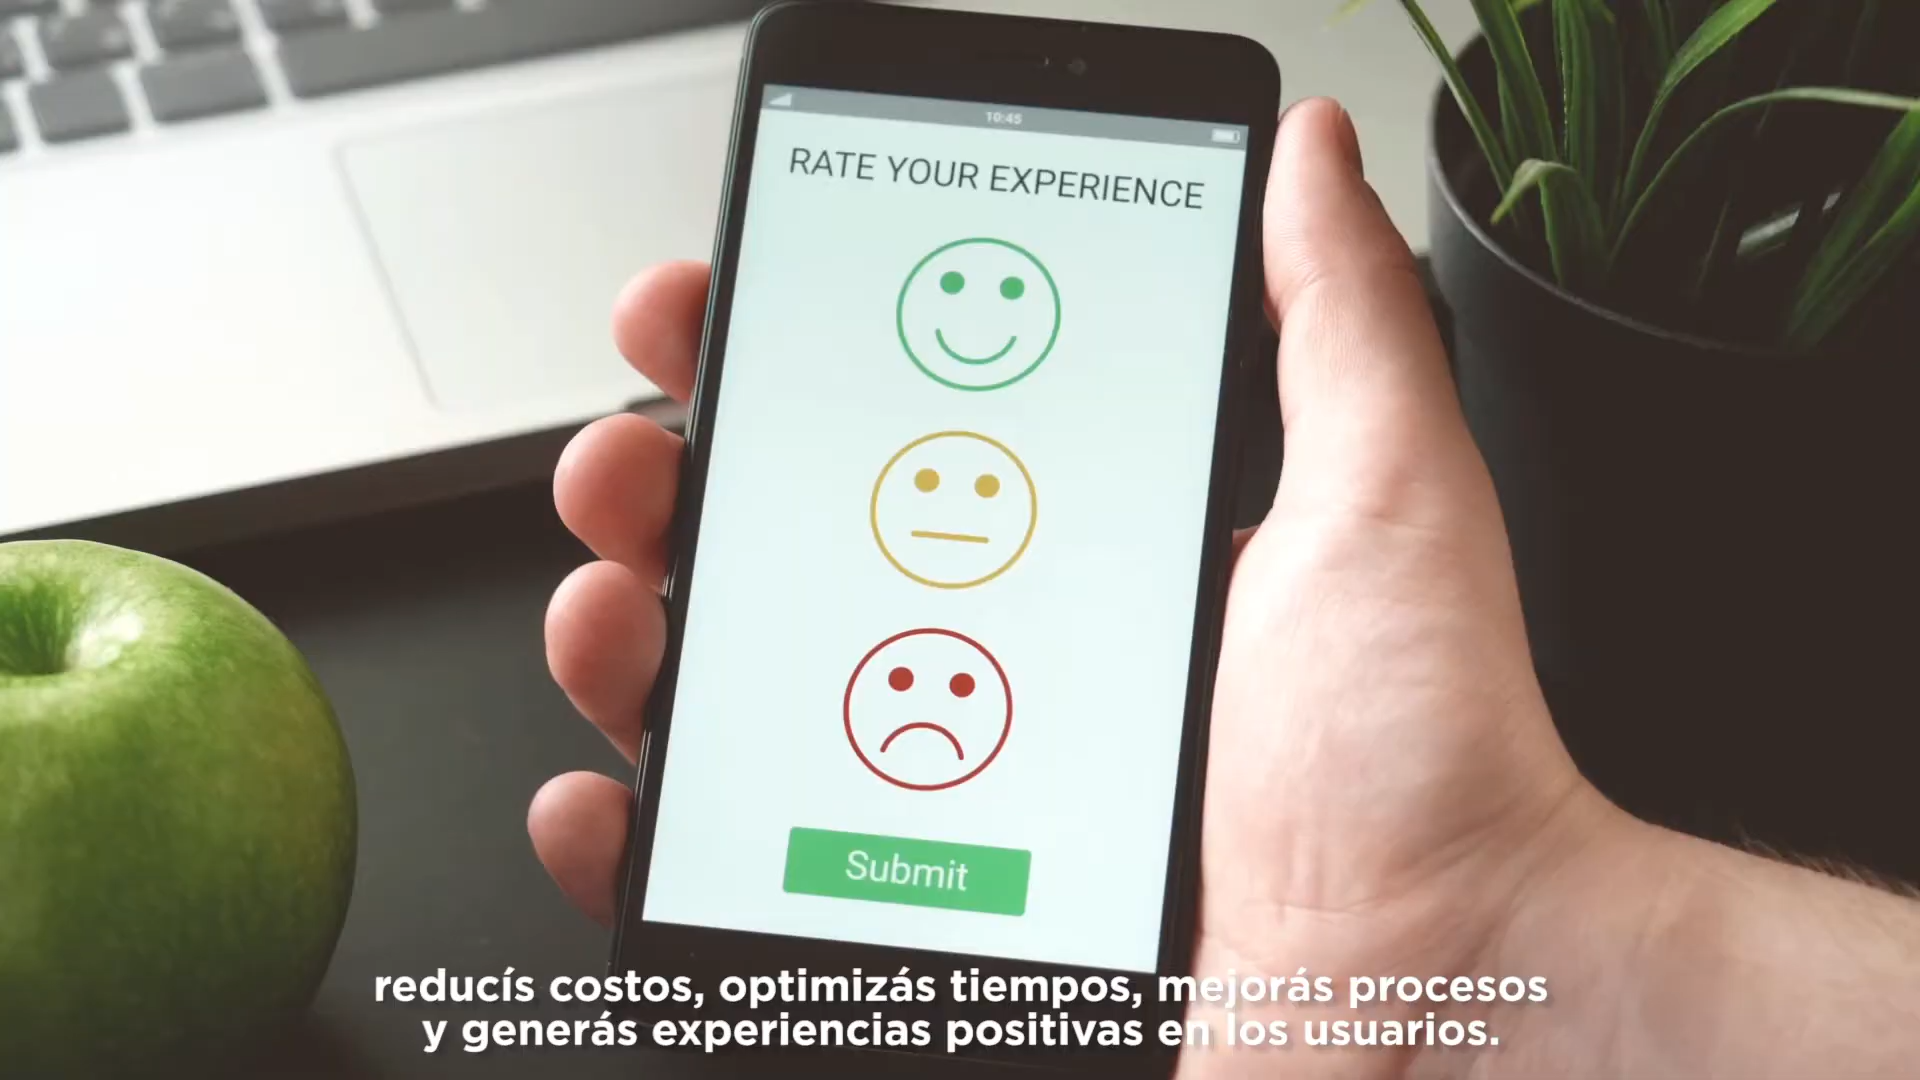 10:45
RATE YOUR EXPERIENCE
Submit
reducís costos, optimizás tiempos, mejorás procesos
y generás experiencias positivas en los usuarios.